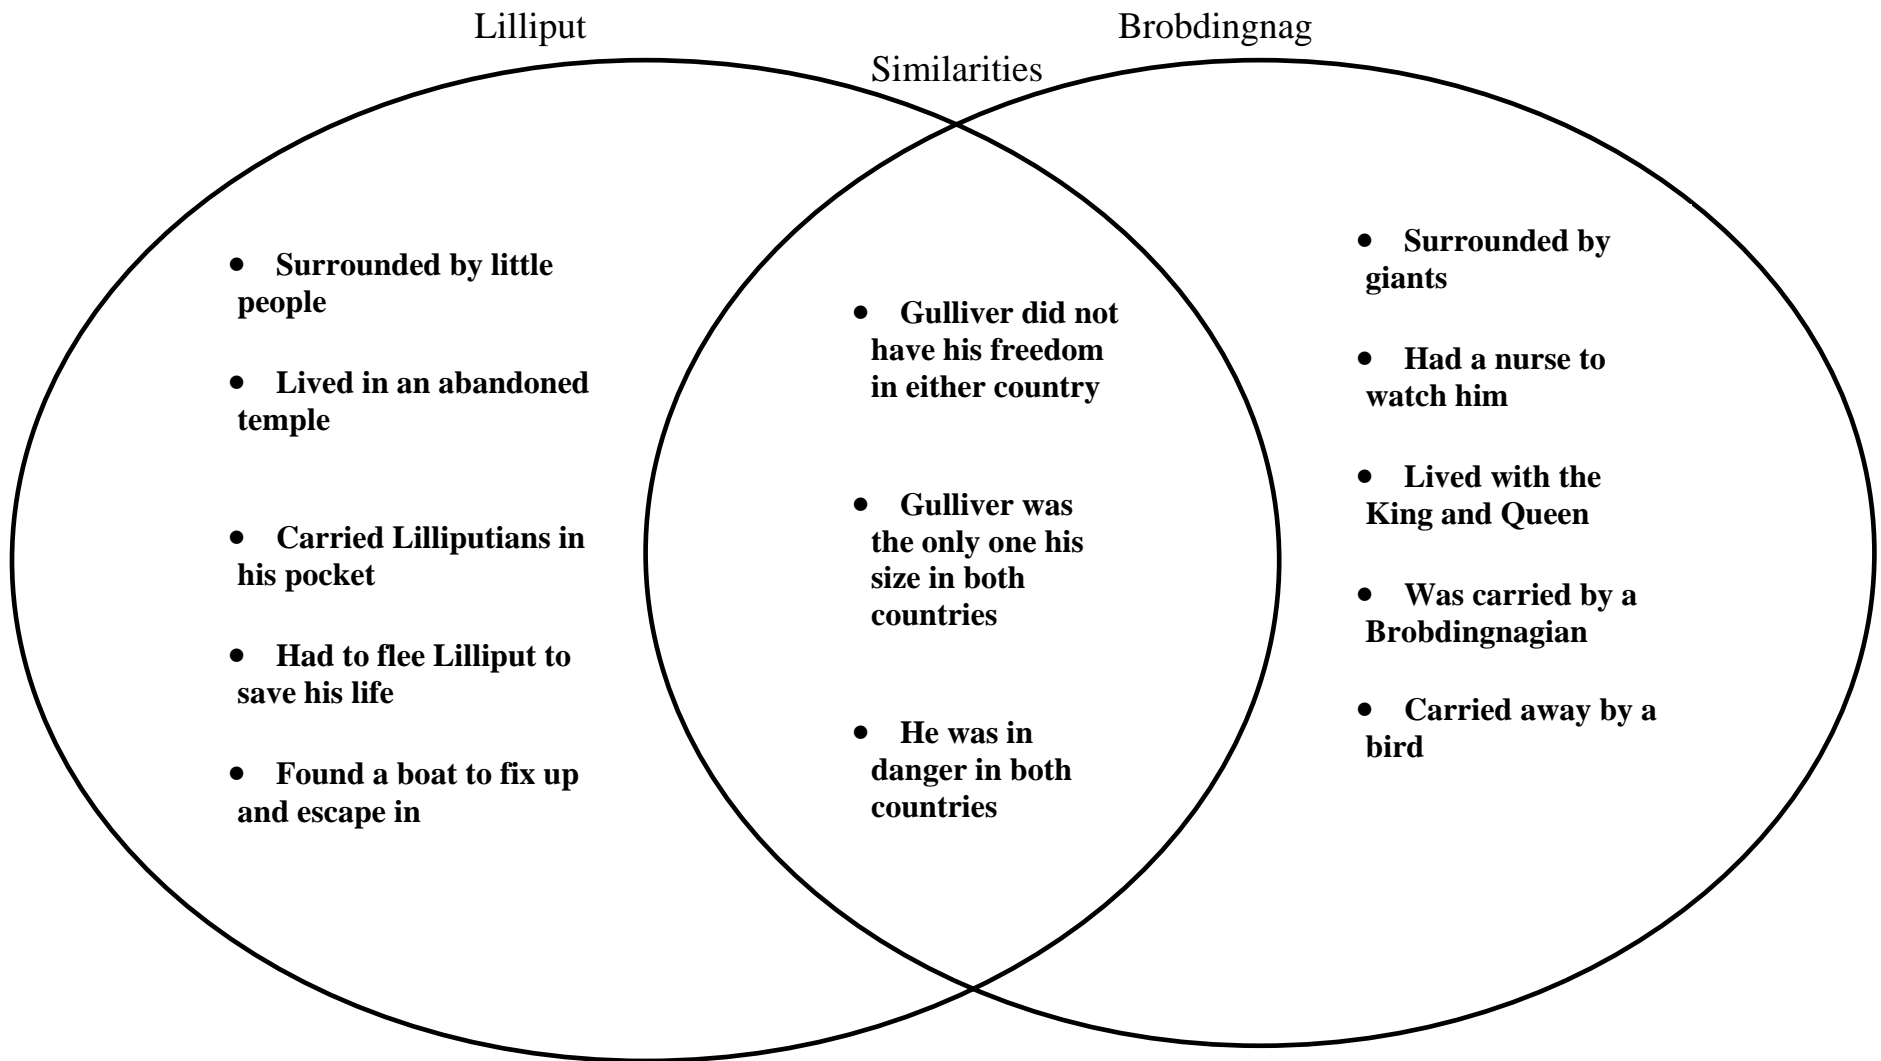 Lilliput
Brobdingnag
Similarities
• Surrounded by little
people
• Lived in an abandoned
temple
• Carried Lilliputians in
his pocket
• Had to flee Lilliput to
save his life
• Found a boat to fix up
and escape in
• Gulliver did not
have his freedom
in either country
• Gulliver was
the only one his
size in both
countries
• He was in
danger in both
countries
• Surrounded by
giants
• Had a nurse to
watch him
• Lived with the
King and Queen
• Was carried by a
Brobdingnagian
• Carried away by a
bird